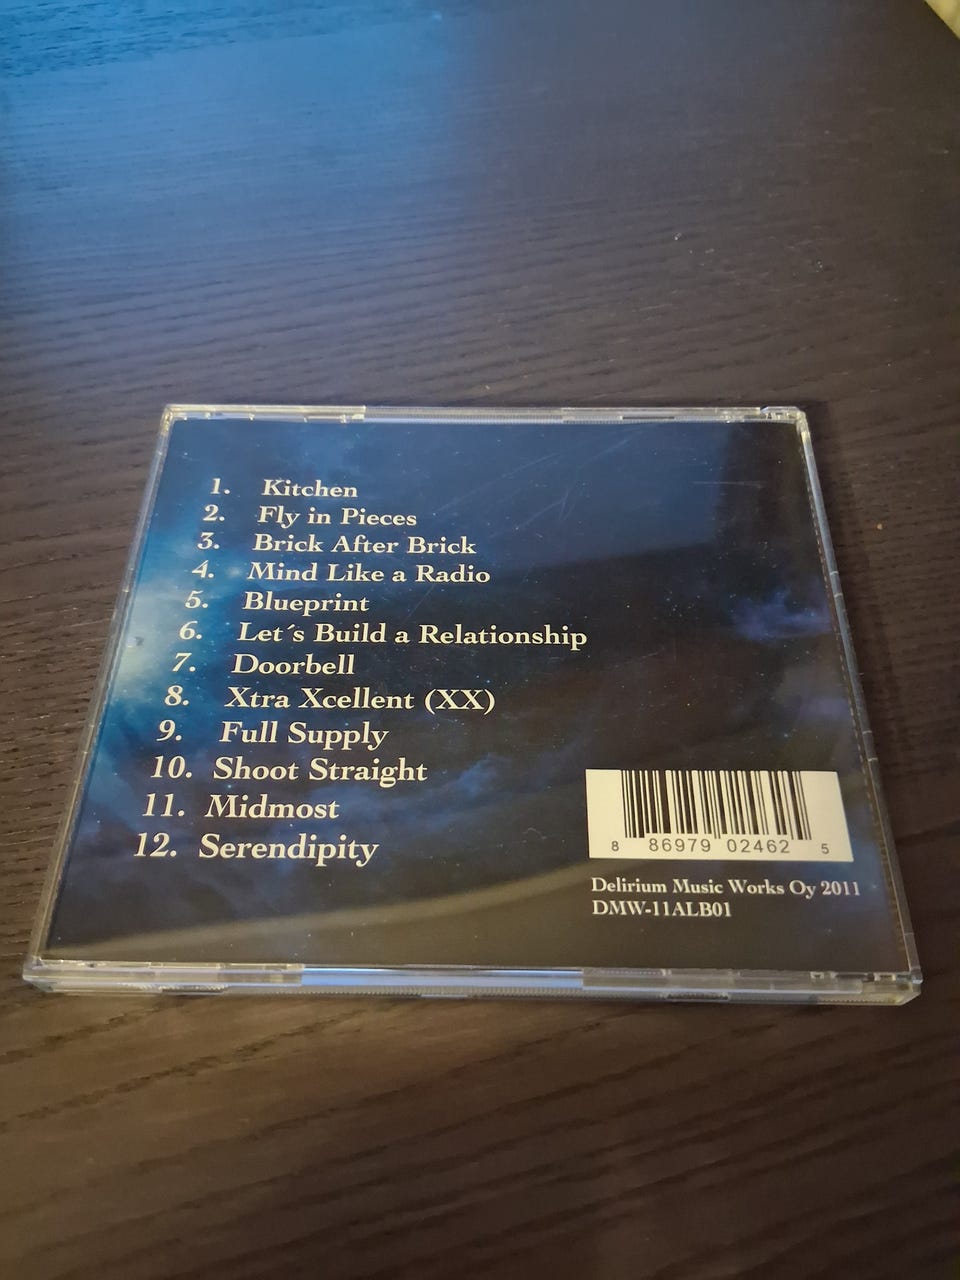 1. Kitchen
2. Fly in Pieces
3. Brick After Brick
4. Mind Like a Radio
5. Blueprint
6. Let´s Build a Relationship
7. Doorbell
8. Xtra Xcellent (XX)
9. Full Supply
10. Shoot Straight
11. Midmost
12. Serendipity
8 86979 02462 5
Delirium Music Works Oy 2011
DMW-11ALB01